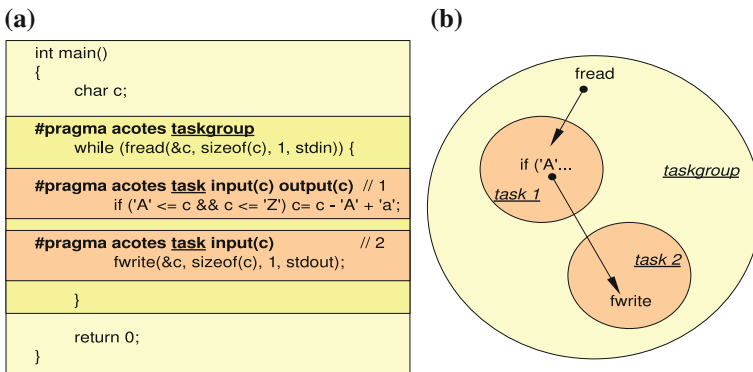 (a)
int main()
{
char c;
#pragma acotes taskgroup
while (fread(&c, sizeof(c), 1, stdin)) {
#pragma acotes task input(c) output(c) // 1
if ('A' <= c && c <= 'Z') c= c - 'A' + 'a';
#pragma acotes task input(c) // 2
fwrite(&c, sizeof(c), 1, stdout);
}
return 0;
}
(b)
fread
if ('A'...
task 1
taskgroup
task 2
fwrite